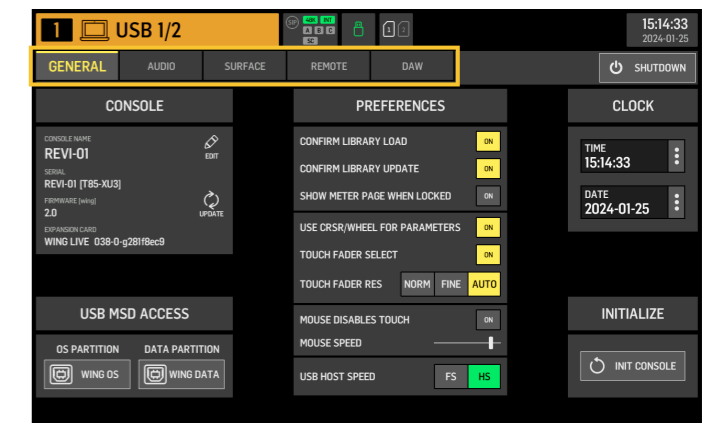 1 USB 1/2
SIP 48K INT
A B C
SC
1 2
15:14:33
2024-01-25
GENERAL AUDIO SURFACE REMOTE DAW
SHUTDOWN
CONSOLE
CONSOLE NAME
REVI-01
EDIT
SERIAL
REVI-01 [T85-XU3]
FIRMWARE [wing]
2.0
UPDATE
EXPANSION CARD
WING LIVE 038-0-g281f8ec9
USB MSD ACCESS
OS PARTITION DATA PARTITION
WING OS WING DATA
PREFERENCES
CONFIRM LIBRARY LOAD ON
CONFIRM LIBRARY UPDATE ON
SHOW METER PAGE WHEN LOCKED ON
USE CRSR/WHEEL FOR PARAMETERS ON
TOUCH FADER SELECT ON
TOUCH FADER RES NORM FINE AUTO
MOUSE DISABLES TOUCH ON
MOUSE SPEED
USB HOST SPEED FS HS
CLOCK
TIME
15:14:33
DATE
2024-01-25
INITIALIZE
INIT CONSOLE